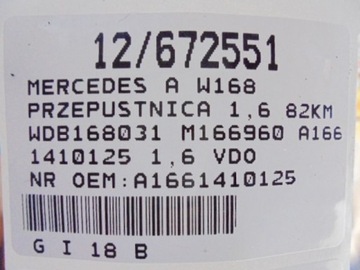 12/672551
MERCEDES A W168
PRZEPUSTNICA 1,6 82KM
WDB168031 M166960 A166
1410125 1,6 VDO
NR OEM:A1661410125
G I 18 B